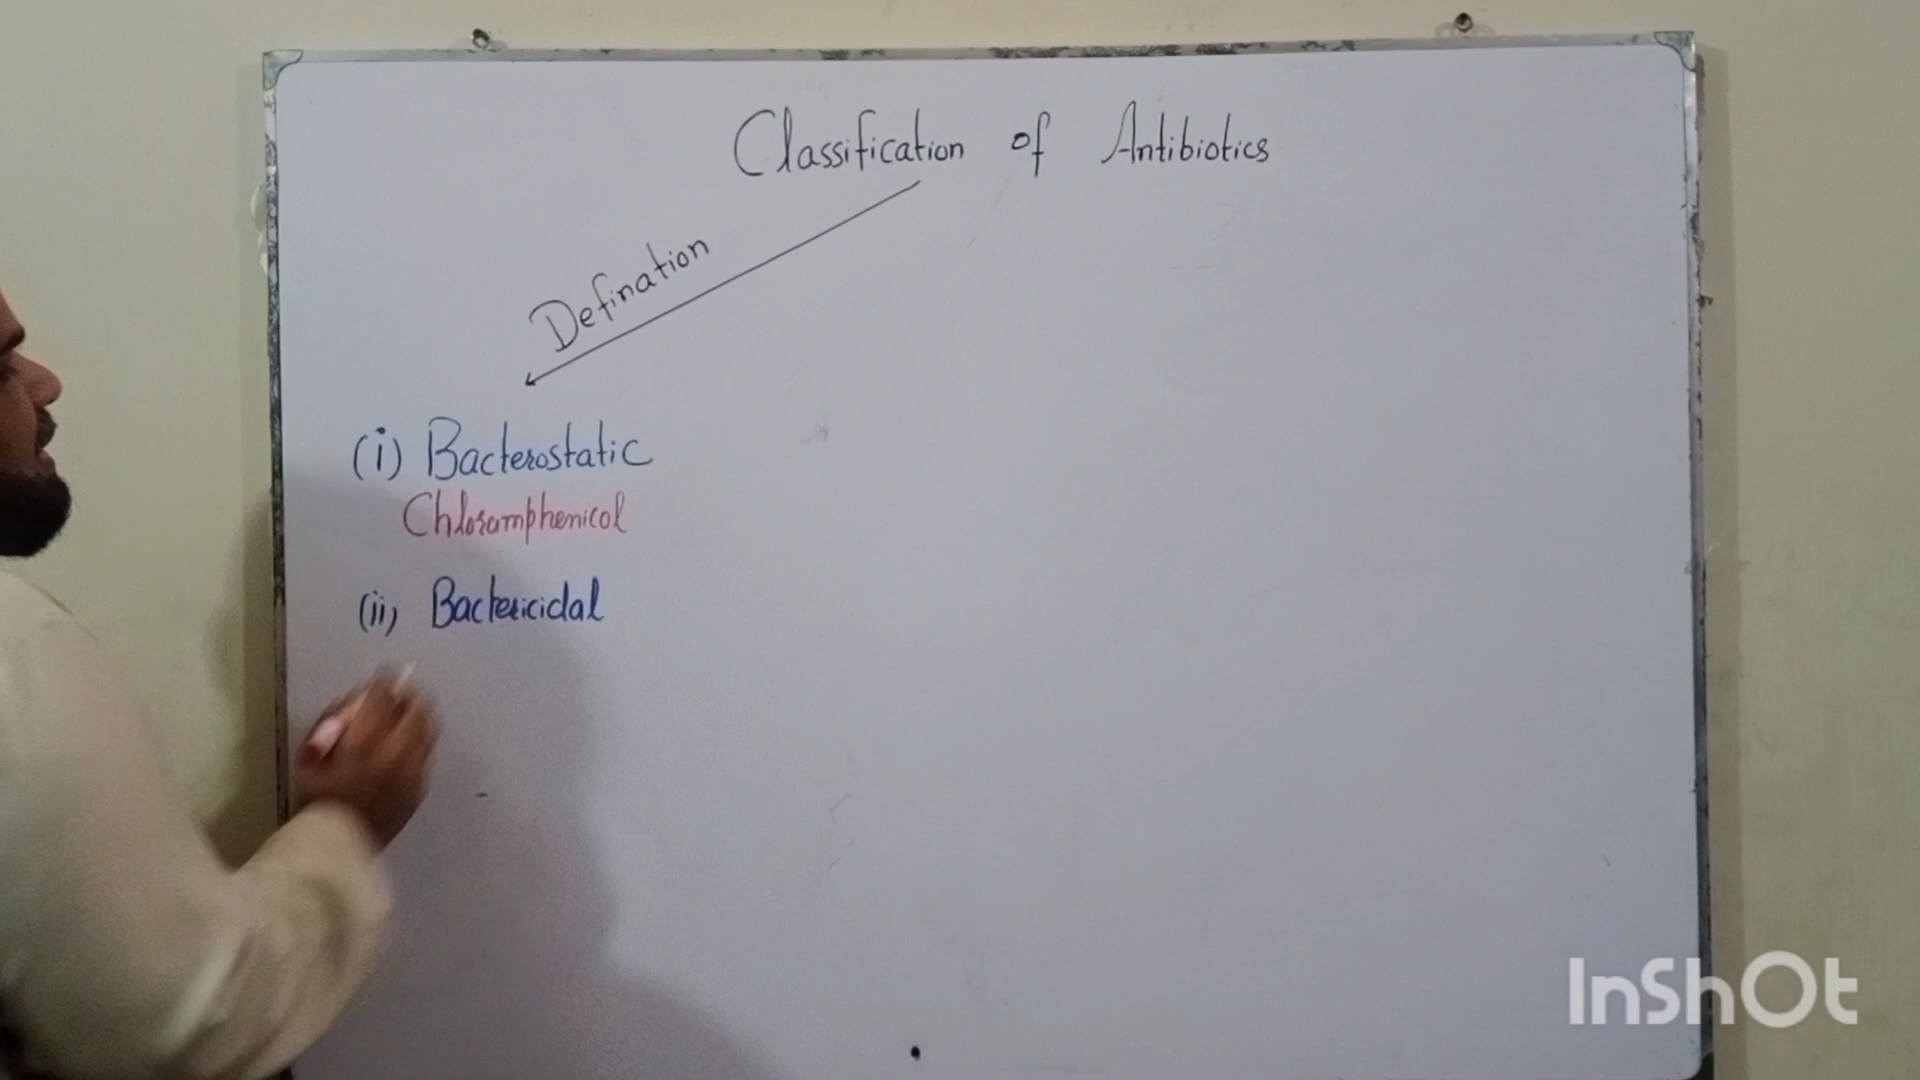 Classification of Antibiotics
Defination
(i) Bacterostatic
Chloramphenicol
(ii) Bactericidal
InShOt